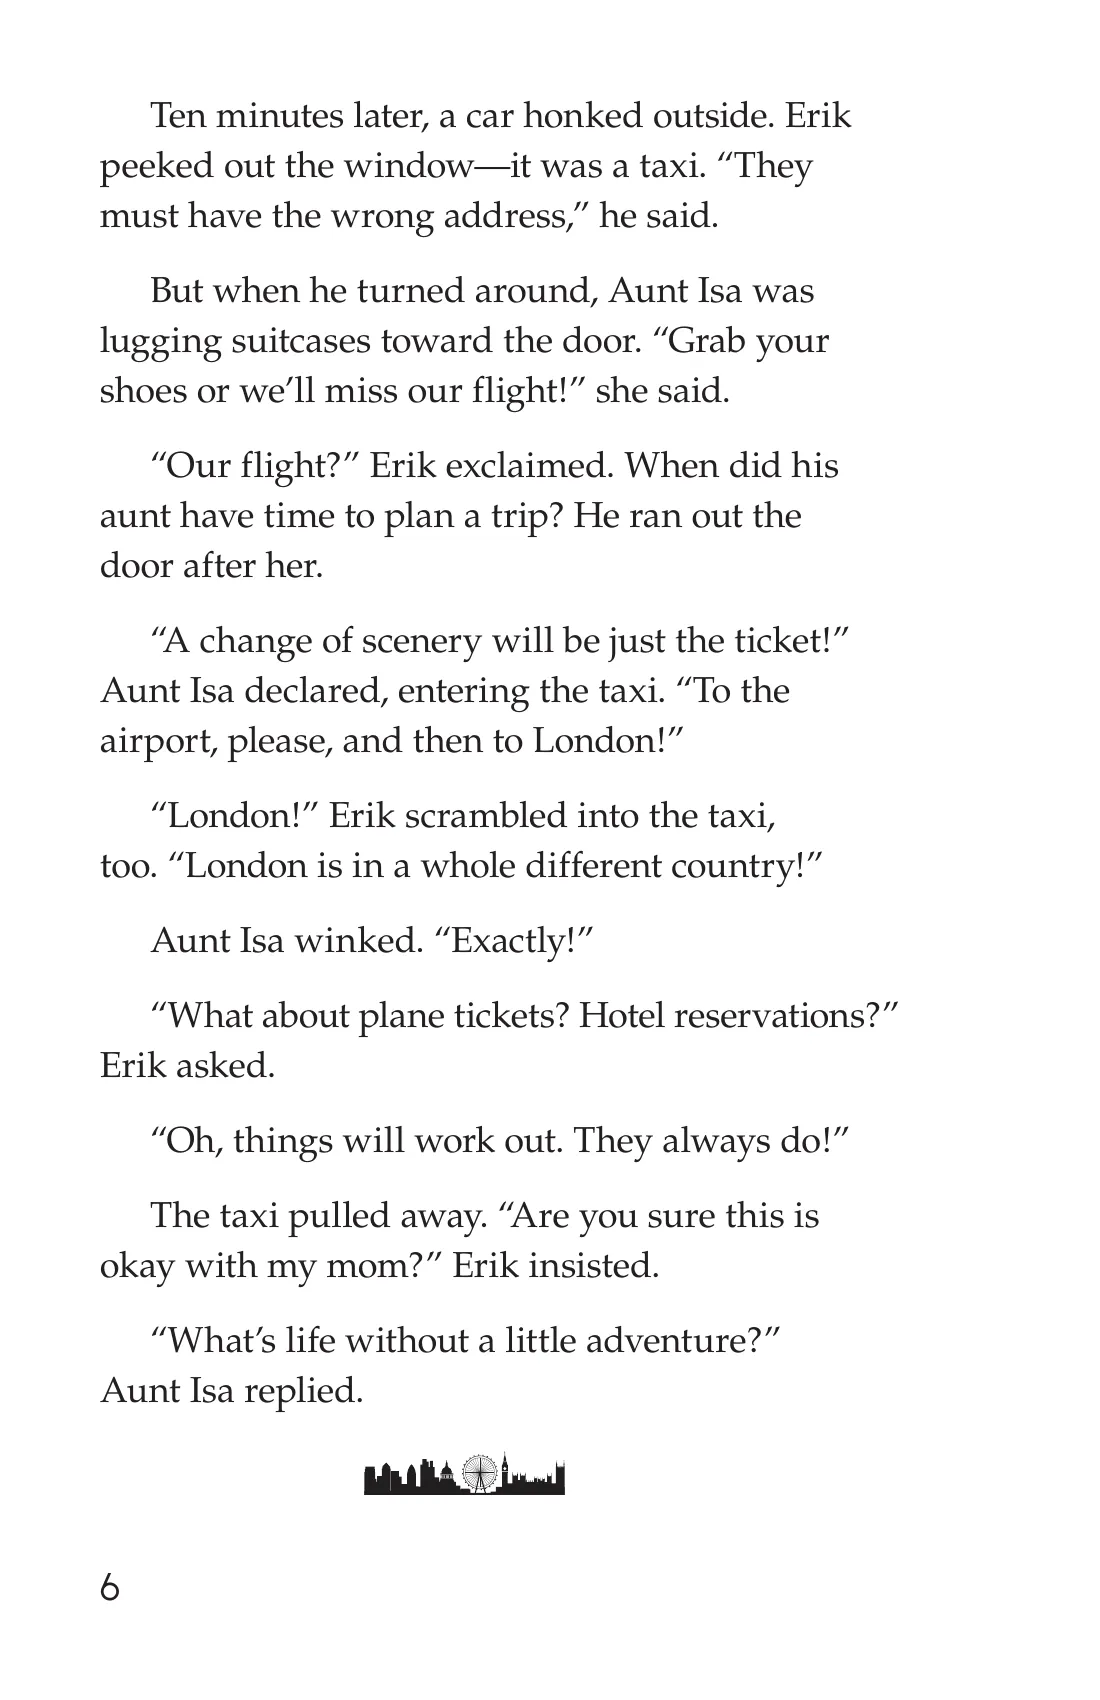 Ten minutes later, a car honked outside. Erik
peeked out the window—it was a taxi. “They
must have the wrong address,” he said.
But when he turned around, Aunt Isa was
lugging suitcases toward the door. “Grab your
shoes or we’ll miss our flight!” she said.
“Our flight?” Erik exclaimed. When did his
aunt have time to plan a trip? He ran out the
door after her.
“A change of scenery will be just the ticket!”
Aunt Isa declared, entering the taxi. “To the
airport, please, and then to London!”
“London!” Erik scrambled into the taxi,
too. “London is in a whole different country!”
Aunt Isa winked. “Exactly!”
“What about plane tickets? Hotel reservations?”
Erik asked.
“Oh, things will work out. They always do!”
The taxi pulled away. “Are you sure this is
okay with my mom?” Erik insisted.
“What’s life without a little adventure?”
Aunt Isa replied.
6